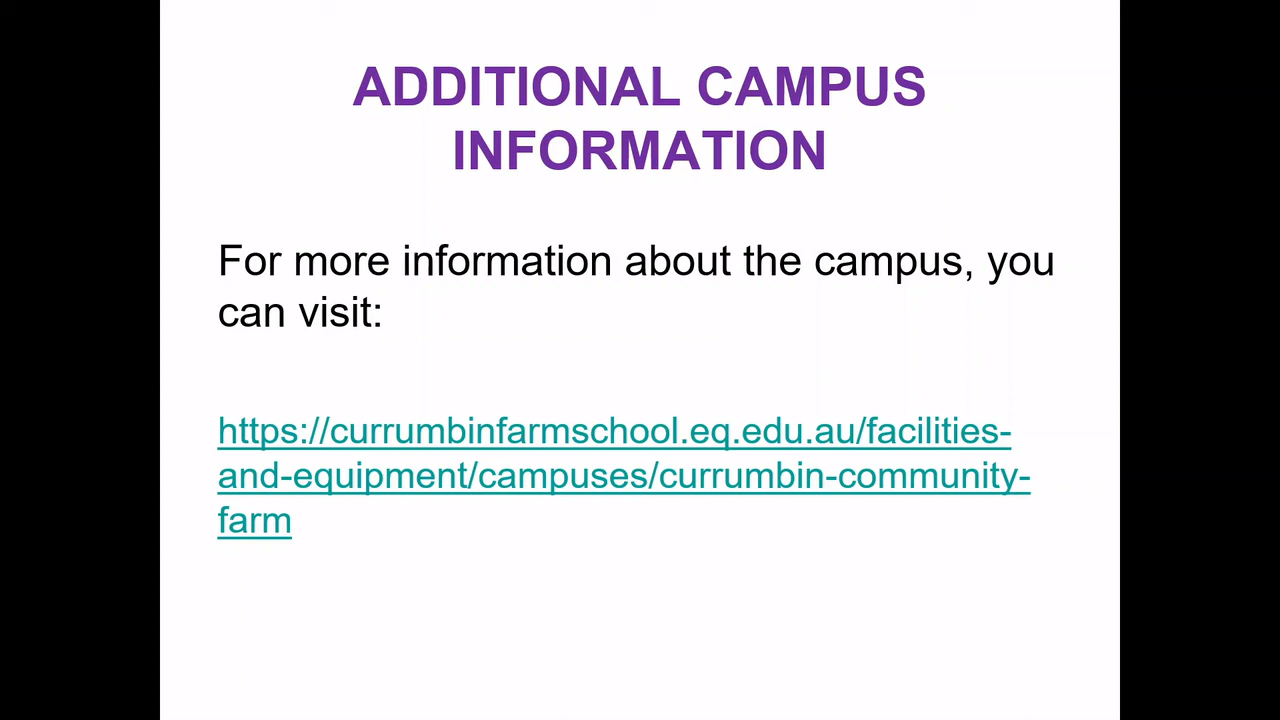 ADDITIONAL CAMPUS
INFORMATION
For more information about the campus, you
can visit:
https://currumbinfarmschool.eq.edu.au/facilities-
and-equipment/campuses/currumbin-community-
farm